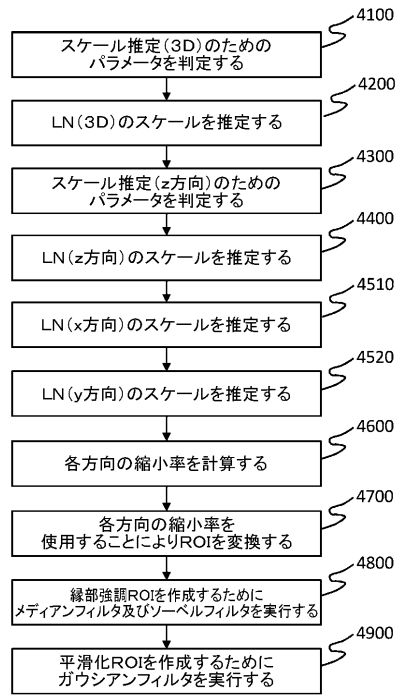 4100
スケール推定(3D)のための
パラメータを判定する
4200
LN(3D)のスケールを推定する
4300
スケール推定(z方向)のための
パラメータを判定する
4400
LN(z方向)のスケールを推定する
4510
LN(x方向)のスケールを推定する
4520
LN(y方向)のスケールを推定する
4600
各方向の縮小率を計算する
4700
各方向の縮小率を
使用することによりROIを変換する
4800
縁部強調ROIを作成するために
メディアンフィルタ及びソーベルフィルタを実行する
4900
平滑化ROIを作成するために
ガウシアンフィルタを実行する